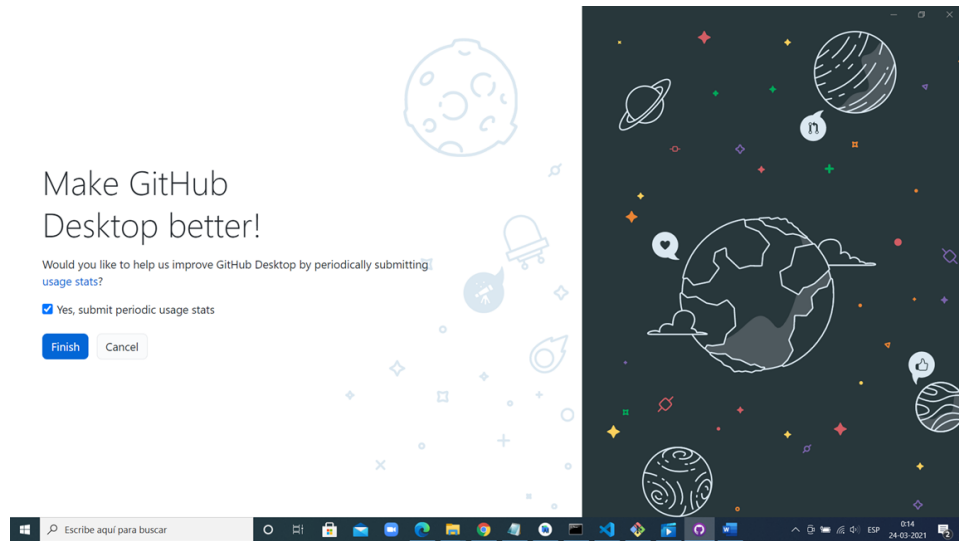 Make GitHub
Desktop better!
Would you like to help us improve GitHub Desktop by periodically submitting
usage stats?
Yes, submit periodic usage stats
Finish
Cancel
Escribe aquí para buscar
ESP
0:14
24-03-2021
2